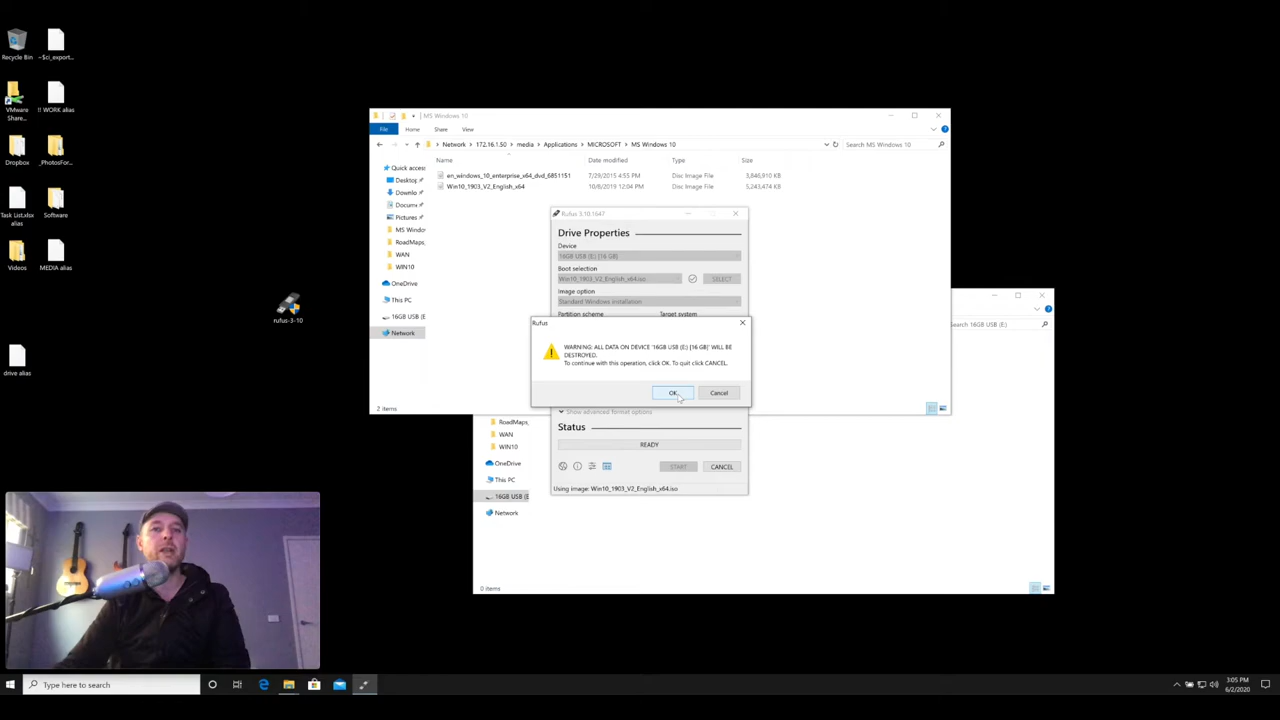 Recycle Bin
~$ci_export...
VMware
Share...
!! WORK alias
Dropbox
_PhotosFor...
Task List.xlsx
alias
Software
Videos
MEDIA alias
drive alias
rufus-3-10
MS Windows 10
File
Home
Share
View
Network
172.16.1.50
media
Applications
MICROSOFT
MS Windows 10
Search MS Windows 10
Name
Date modified
Type
Size
en_windows_10_enterprise_x64_dvd_6851151
7/29/2015 4:55 PM
Disc Image File
3,846,910 KB
Win10_1903_V2_English_x64
10/8/2019 12:04 PM
Disc Image File
5,243,474 KB
Quick access
Desktop
Downlo
Docume
Pictures
MS Windo
RoadMaps,
WAN
WIN10
OneDrive
This PC
16GB USB (E
Network
2 items
Rufus 3.10.1647
Drive Properties
Device
16GB USB (E:) [16 GB]
Boot selection
Win10_1903_V2_English_x64.iso
SELECT
Image option
Standard Windows installation
Partition scheme
Target system
Rufus
WARNING: ALL DATA ON DEVICE '16GB USB (E:) [16 GB]' WILL BE
DESTROYED.
To continue with this operation, click OK. To quit click CANCEL.
OK
Cancel
Show advanced format options
Status
READY
START
CANCEL
Using image: Win10_1903_V2_English_x64.iso
Search 16GB USB (E:)
RoadMaps,
WAN
WIN10
OneDrive
This PC
16GB USB (E
Network
0 items
Type here to search
3:05 PM
6/2/2020